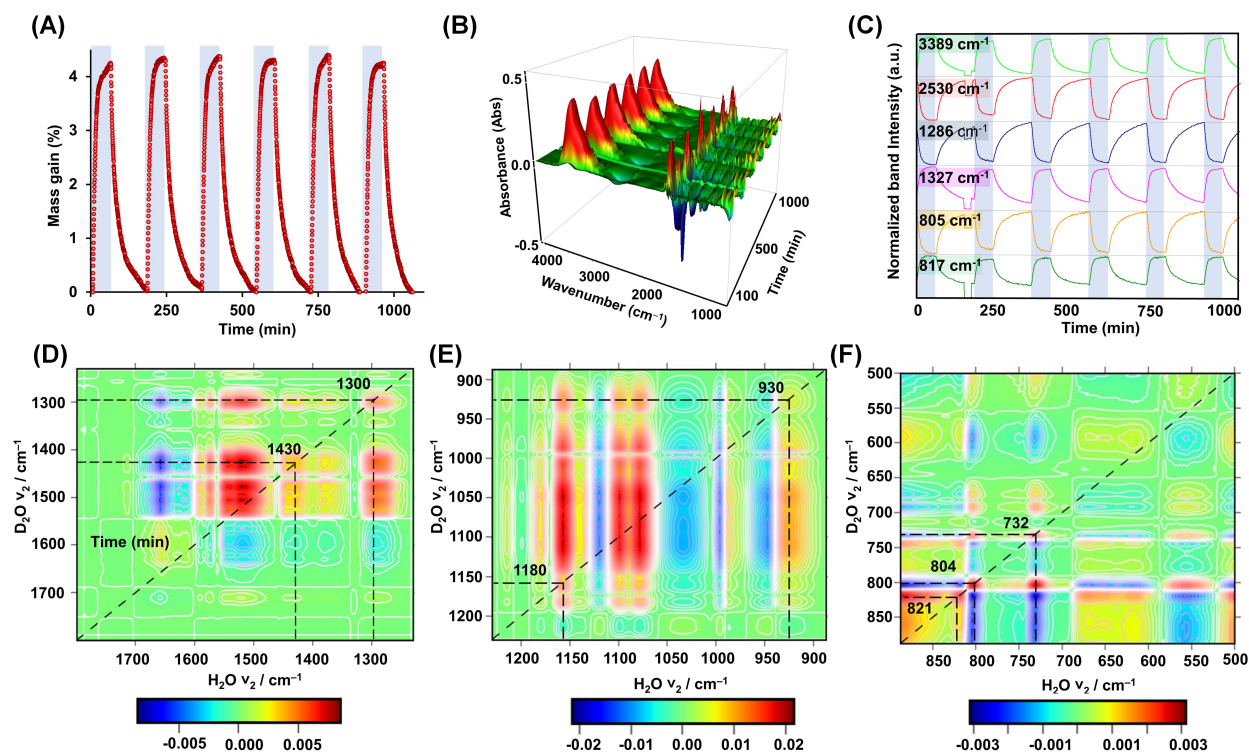 (A)
Mass gain (%)
4
3
2
1
0
0 250 500 750 1000
Time (min)
(B)
Absorbance (Abs)
0.5
0.0
-0.5
4000 3000 2000 1000
Wavenumber (cm⁻¹)
100 500 1000
Time (min)
(C)
Normalized band Intensity (a.u.)
3389 cm⁻¹
2530 cm⁻¹
1286 cm⁻¹
1327 cm⁻¹
805 cm⁻¹
817 cm⁻¹
0 250 500 750 1000
Time (min)
(D)
D₂O ν₂ / cm⁻¹
1300
1400
1500
1600
1700
1300
1430
Time (min)
1700 1600 1500 1400 1300
H₂O ν₂ / cm⁻¹
-0.005 0.000 0.005
(E)
D₂O ν₂ / cm⁻¹
900
950
1000
1050
1100
1150
1200
930
1180
1200 1150 1100 1050 1000 950 900
H₂O ν₂ / cm⁻¹
-0.02 -0.01 0.00 0.01 0.02
(F)
D₂O ν₂ / cm⁻¹
500
550
600
650
700
750
800
850
732
804
821
850 800 750 700 650 600 550 500
H₂O ν₂ / cm⁻¹
-0.003 -0.001 0.001 0.003